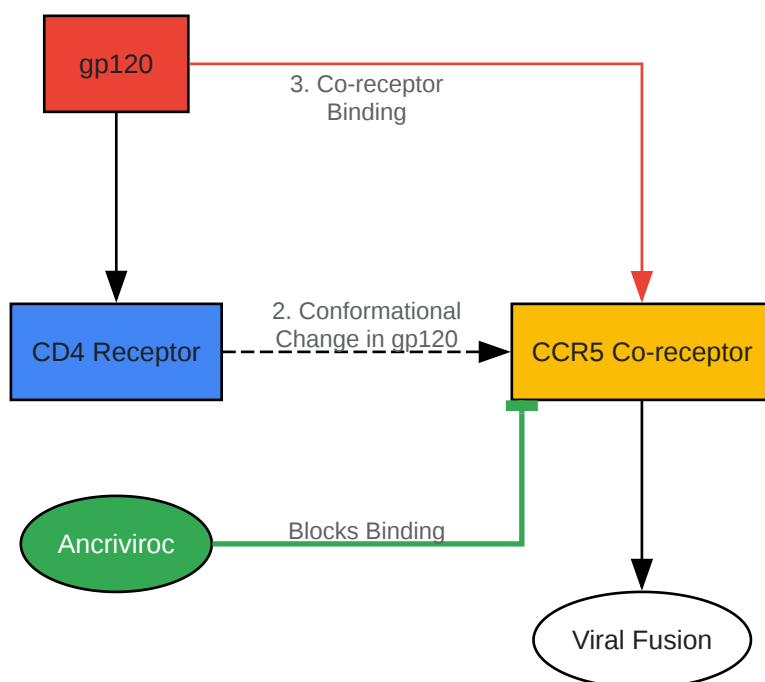 gp120
3. Co-receptor
Binding
2. Conformational
Change in gp120
CD4 Receptor
CCR5 Co-receptor
Ancriviroc
Blocks Binding
Viral Fusion